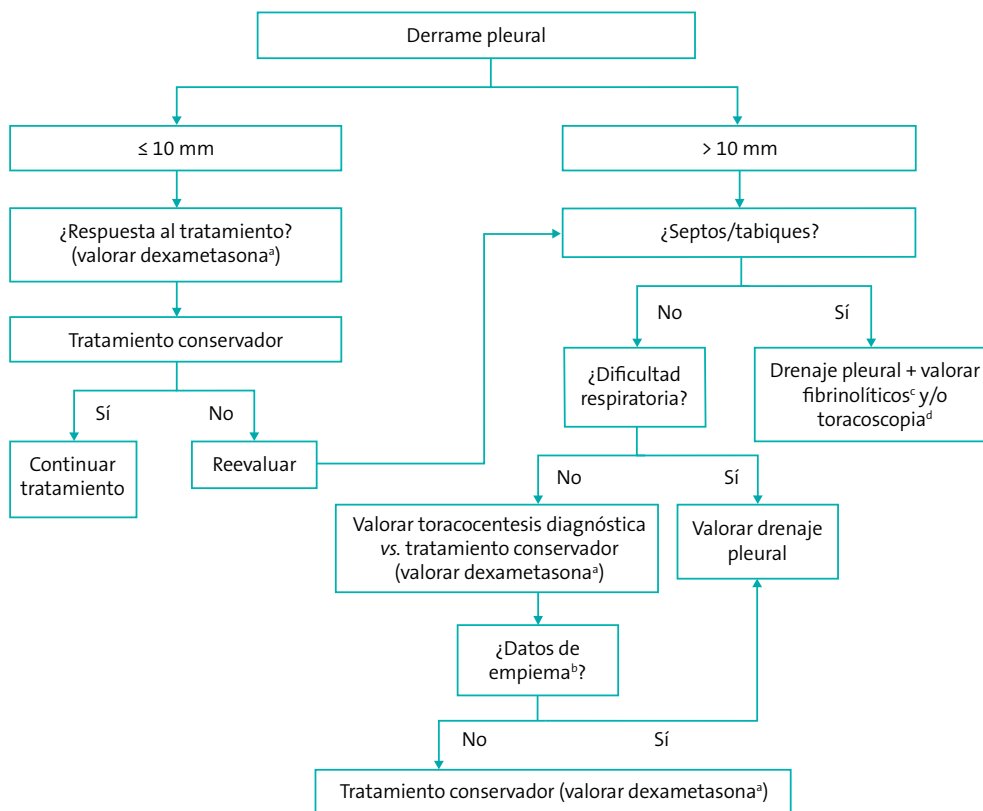 Derrame pleural
≤ 10 mm
> 10 mm
¿Respuesta al tratamiento?
(valorar dexametasonaᵃ)
¿Septos/tabiques?
Tratamiento conservador
No
Sí
¿Dificultad
respiratoria?
Drenaje pleural + valorar
fibrinolíticosᶜ y/o
toracoscopiaᵈ
Sí
No
Continuar
tratamiento
Reevaluar
No
Sí
Valorar toracocentesis diagnóstica
vs. tratamiento conservador
(valorar dexametasonaᵃ)
Valorar drenaje
pleural
¿Datos de
empiemaᵇ?
No
Sí
Tratamiento conservador (valorar dexametasonaᵃ)